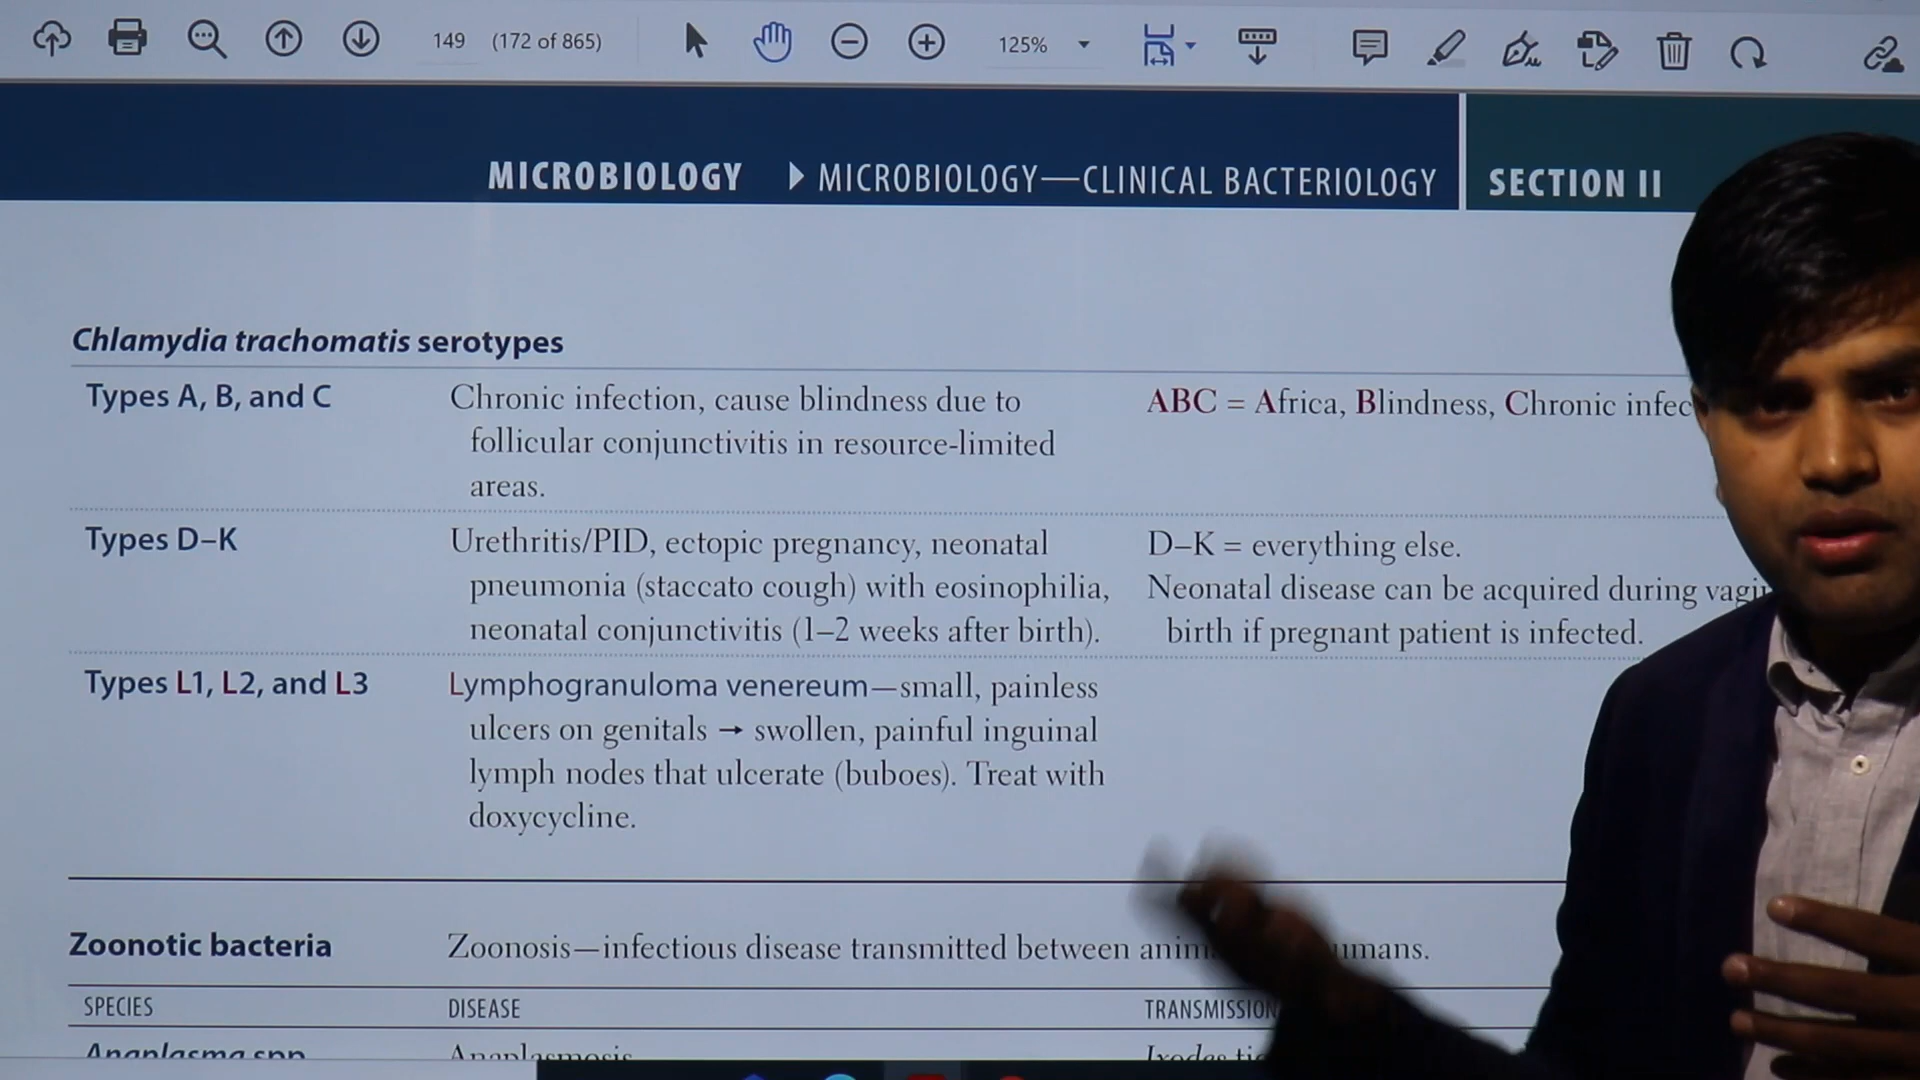 149 (172 of 865) 125%
MICROBIOLOGY ▶ MICROBIOLOGY—CLINICAL BACTERIOLOGY SECTION II
Chlamydia trachomatis serotypes
Types A, B, and C
Chronic infection, cause blindness due to
follicular conjunctivitis in resource-limited
areas.
ABC = Africa, Blindness, Chronic
Types D–K
Urethritis/PID, ectopic pregnancy, neonatal
pneumonia (staccato cough) with eosinophilia,
neonatal conjunctivitis (1–2 weeks after birth).
D–K = everything else.
Neonatal disease can be acquired during
birth if pregnant patient is infected.
Types L1, L2, and L3
Lymphogranuloma venereum—small, painless
ulcers on genitals → swollen, painful inguinal
lymph nodes that ulcerate (buboes). Treat with
doxycycline.
Zoonotic bacteria
Zoonosis—infectious disease transmitted between
SPECIES DISEASE TRANSMISSION
Anaplasma spp Anaplasmosis Ixodes